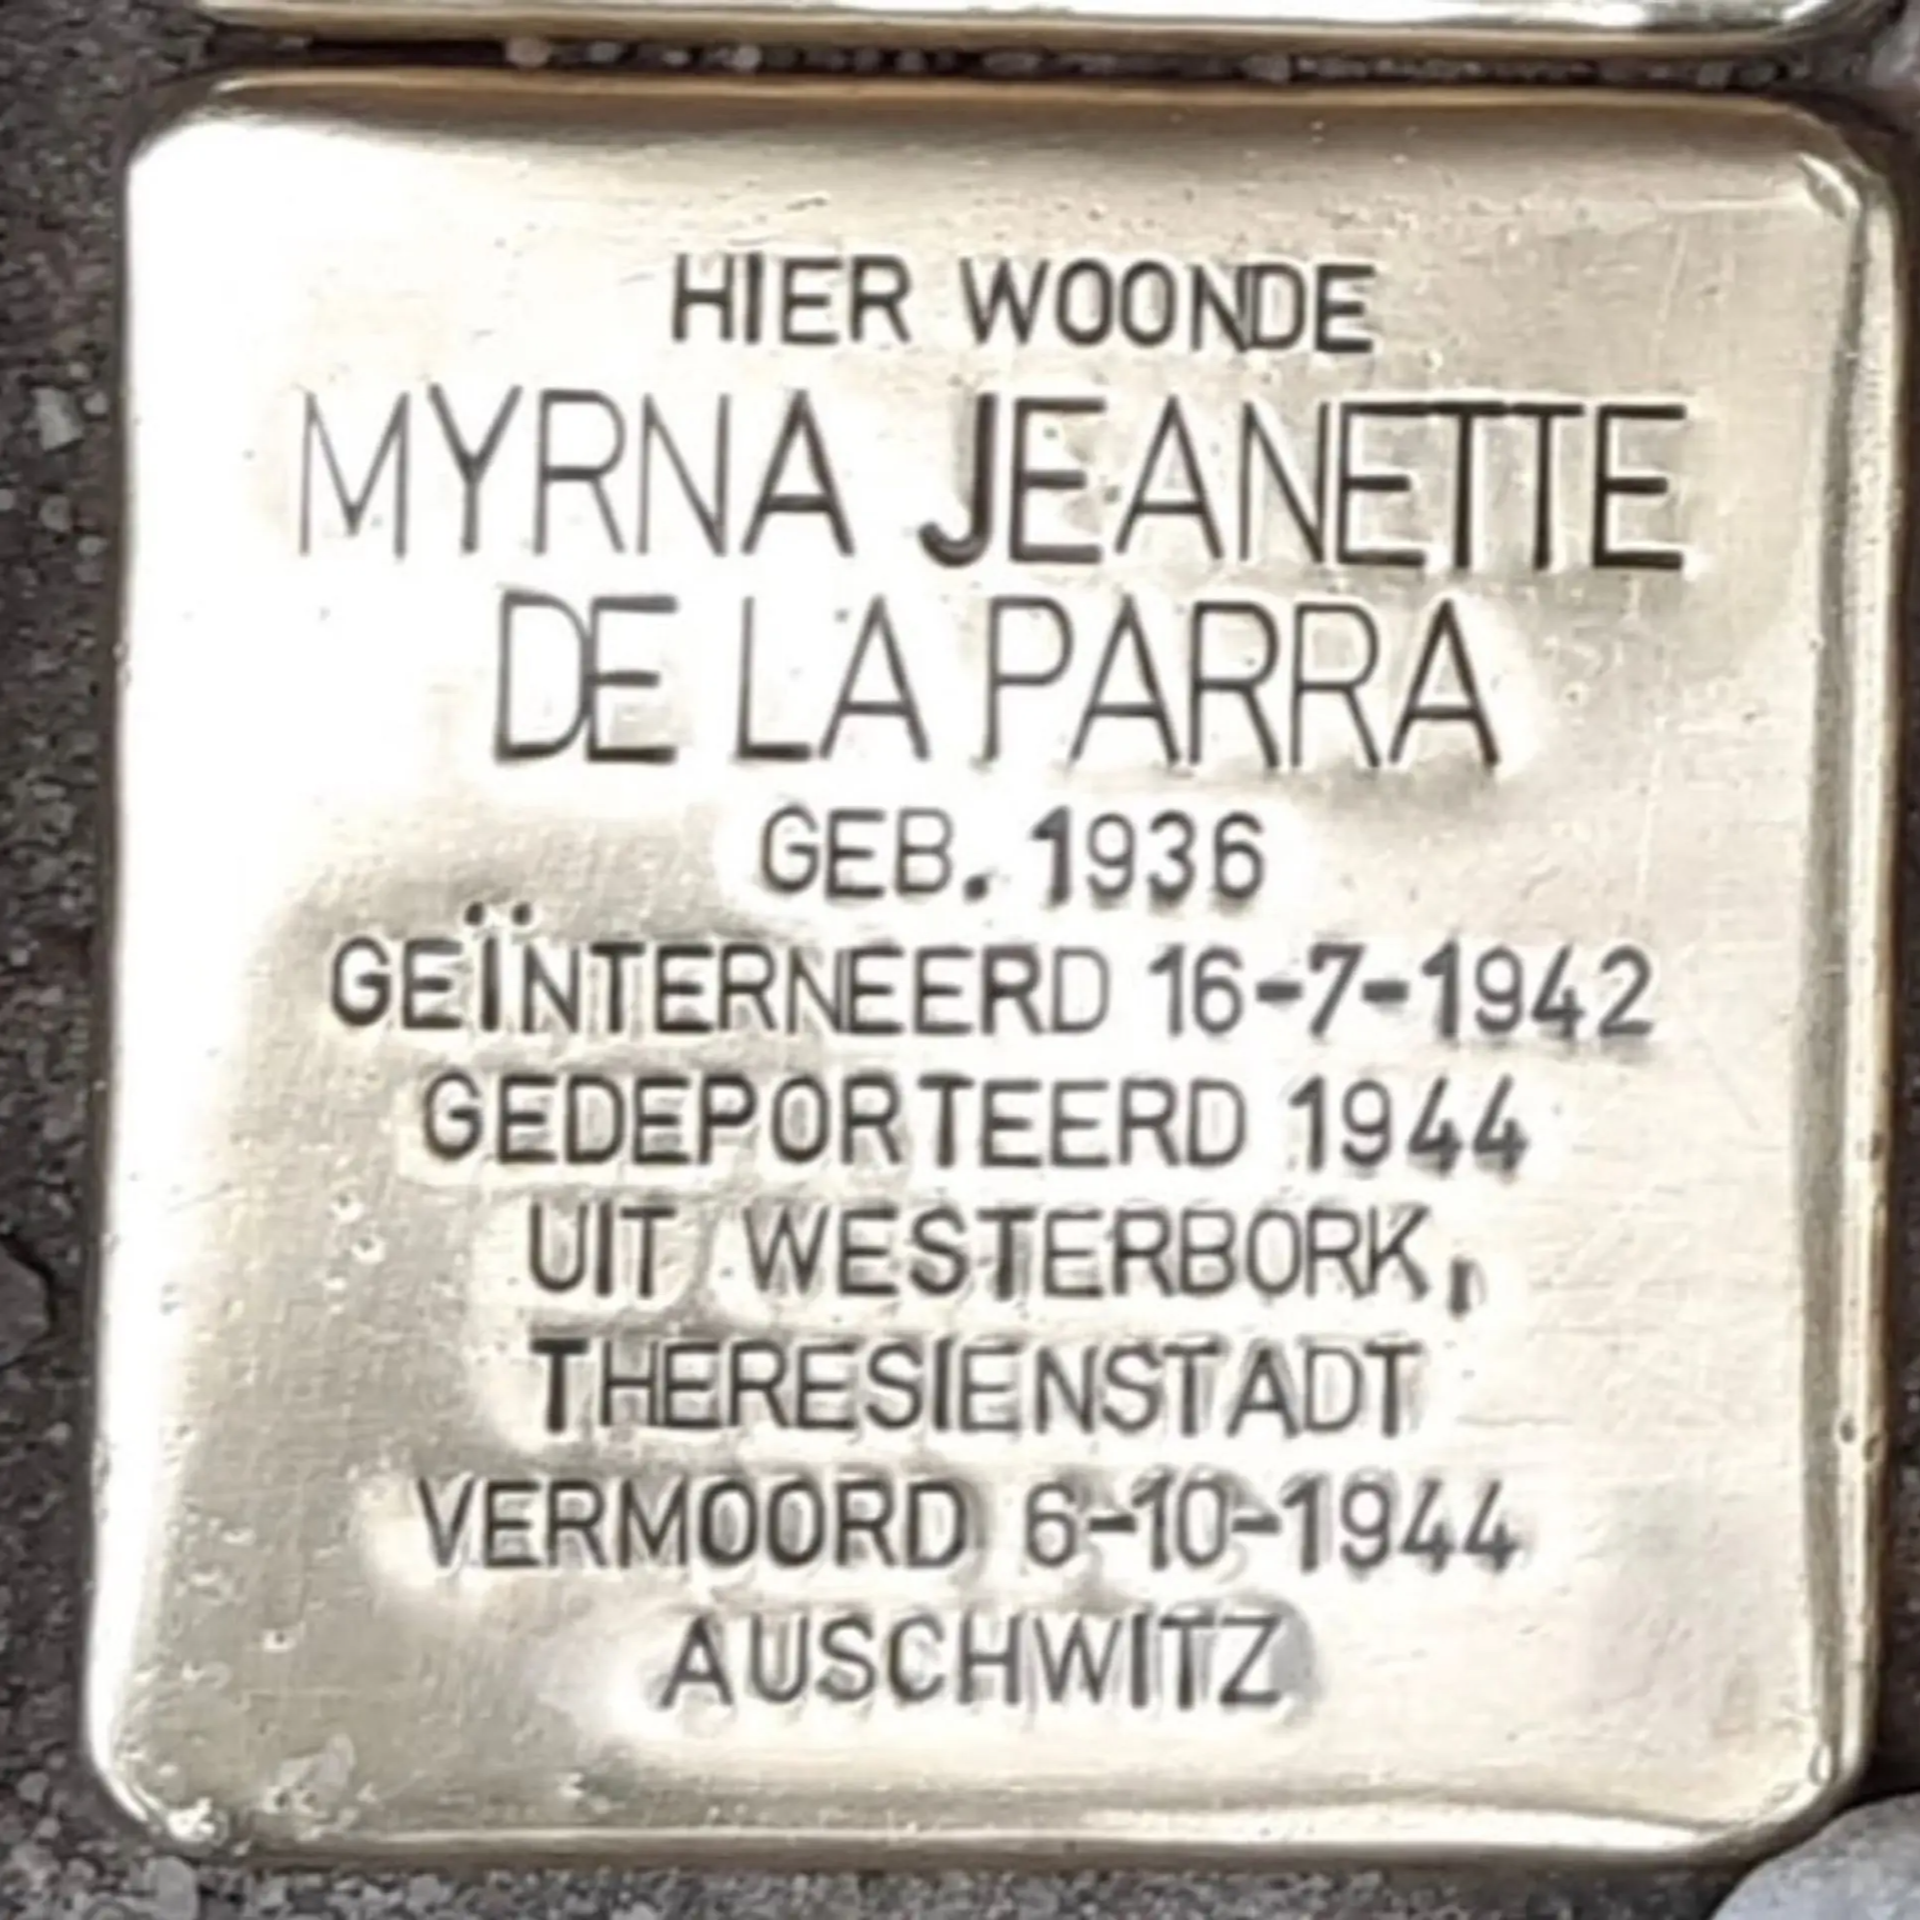 HIER WOONDE
MYRNA JEANETTE
DE LA PARRA
GEB. 1936
GEÏNTERNEERD 16-7-1942
GEDEPORTEERD 1944
UIT WESTERBORK,
THERESIENSTADT
VERMOORD 6-10-1944
AUSCHWITZ